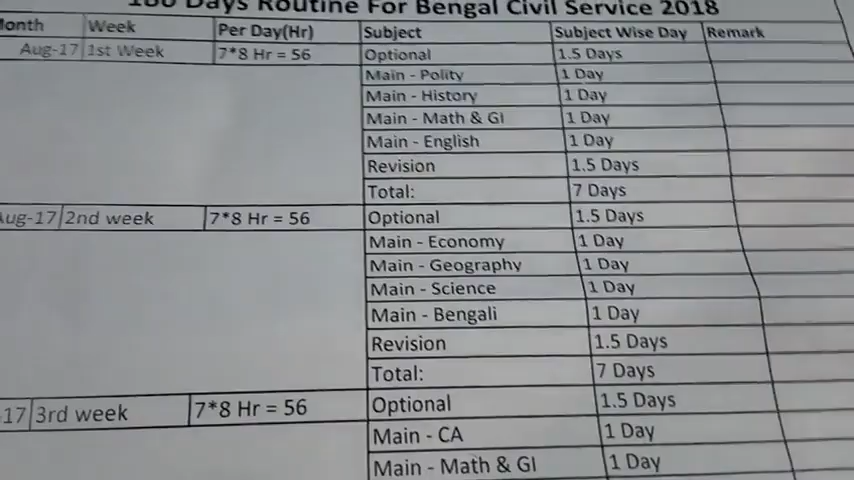 180 Days Routine For Bengal Civil Service 2018
Month Week Per Day(Hr) Subject Subject Wise Day Remark
Aug-17 1st Week 7*8 Hr = 56 Optional 1.5 Days
Main - Polity 1 Day
Main - History 1 Day
Main - Math & GI 1 Day
Main - English 1 Day
Revision 1.5 Days
Total: 7 Days
Aug-17 2nd week 7*8 Hr = 56 Optional 1.5 Days
Main - Economy 1 Day
Main - Geography 1 Day
Main - Science 1 Day
Main - Bengali 1 Day
Revision 1.5 Days
Total: 7 Days
-17 3rd week 7*8 Hr = 56 Optional 1.5 Days
Main - CA 1 Day
Main - Math & GI 1 Day